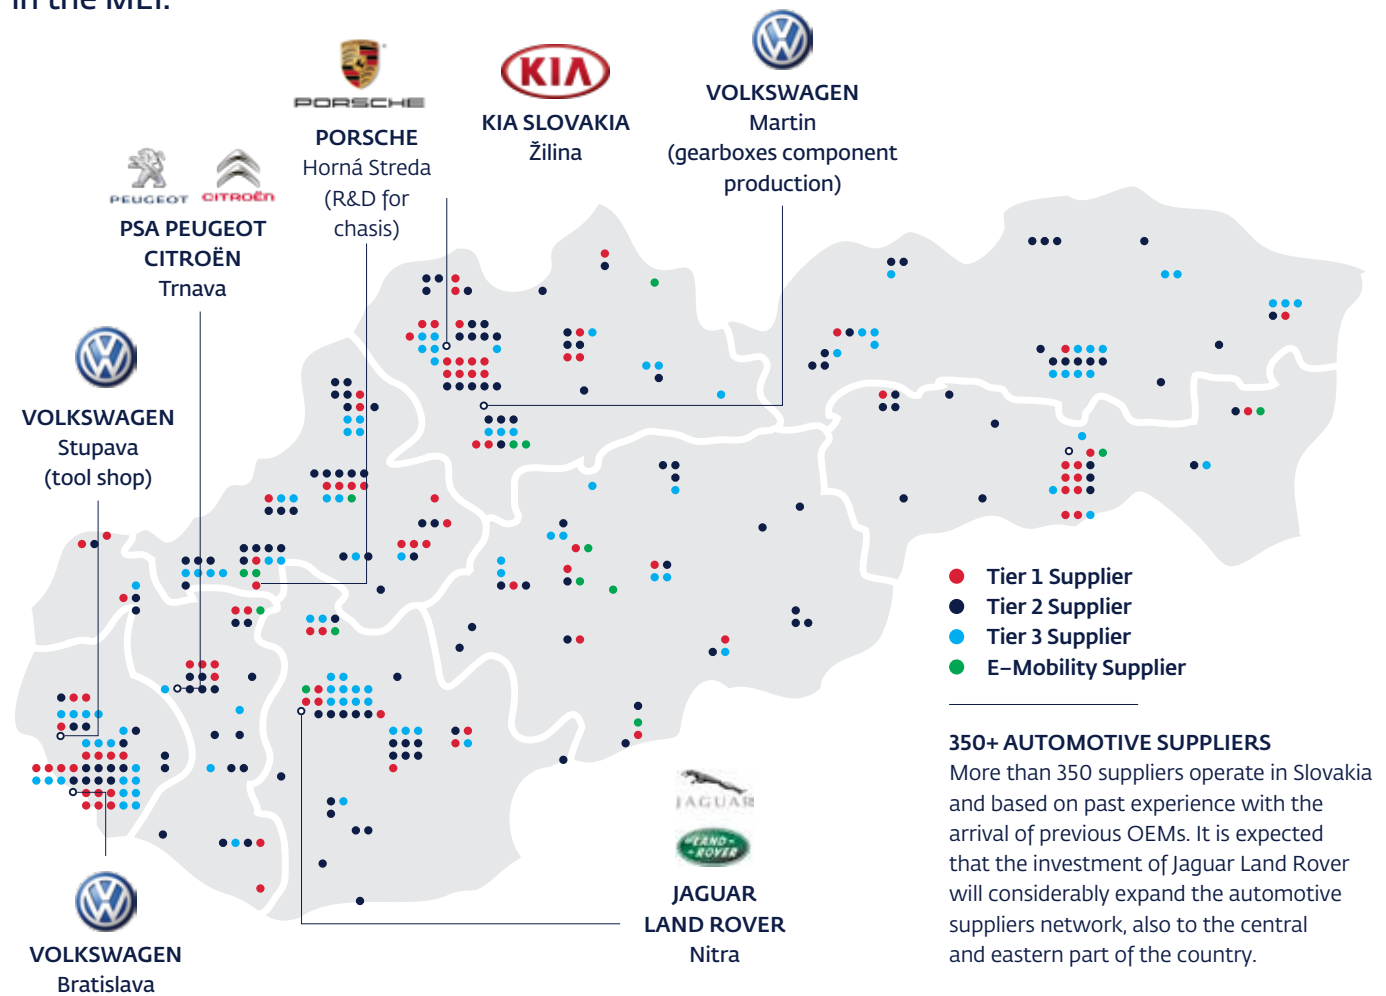 in the MEI.
PORSCHE
PORSCHE
Horná Streda
(R&D for
chasis)
KIA
KIA SLOVAKIA
Žilina
VOLKSWAGEN
Martin
(gearboxes component
production)
PEUGEOT
CITROËN
PSA PEUGEOT
CITROËN
Trnava
VOLKSWAGEN
Stupava
(tool shop)
Tier 1 Supplier
Tier 2 Supplier
Tier 3 Supplier
E-Mobility Supplier
350+ AUTOMOTIVE SUPPLIERS
More than 350 suppliers operate in Slovakia
and based on past experience with the
arrival of previous OEMs. It is expected
that the investment of Jaguar Land Rover
will considerably expand the automotive
suppliers network, also to the central
and eastern part of the country.
JAGUAR
LAND-
ROVER
JAGUAR
LAND ROVER
Nitra
VOLKSWAGEN
Bratislava